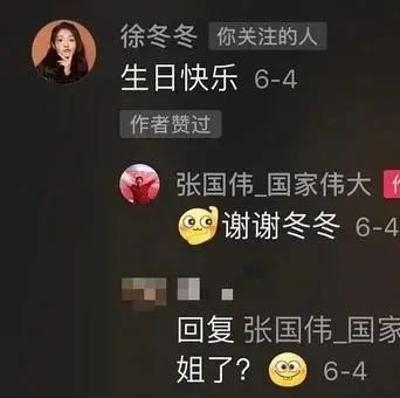 徐冬冬 你关注的人
生日快乐 6-4
作者赞过
张国伟_国家伟大
谢谢冬冬 6-4
回复 张国伟_国
姐了? 6-4